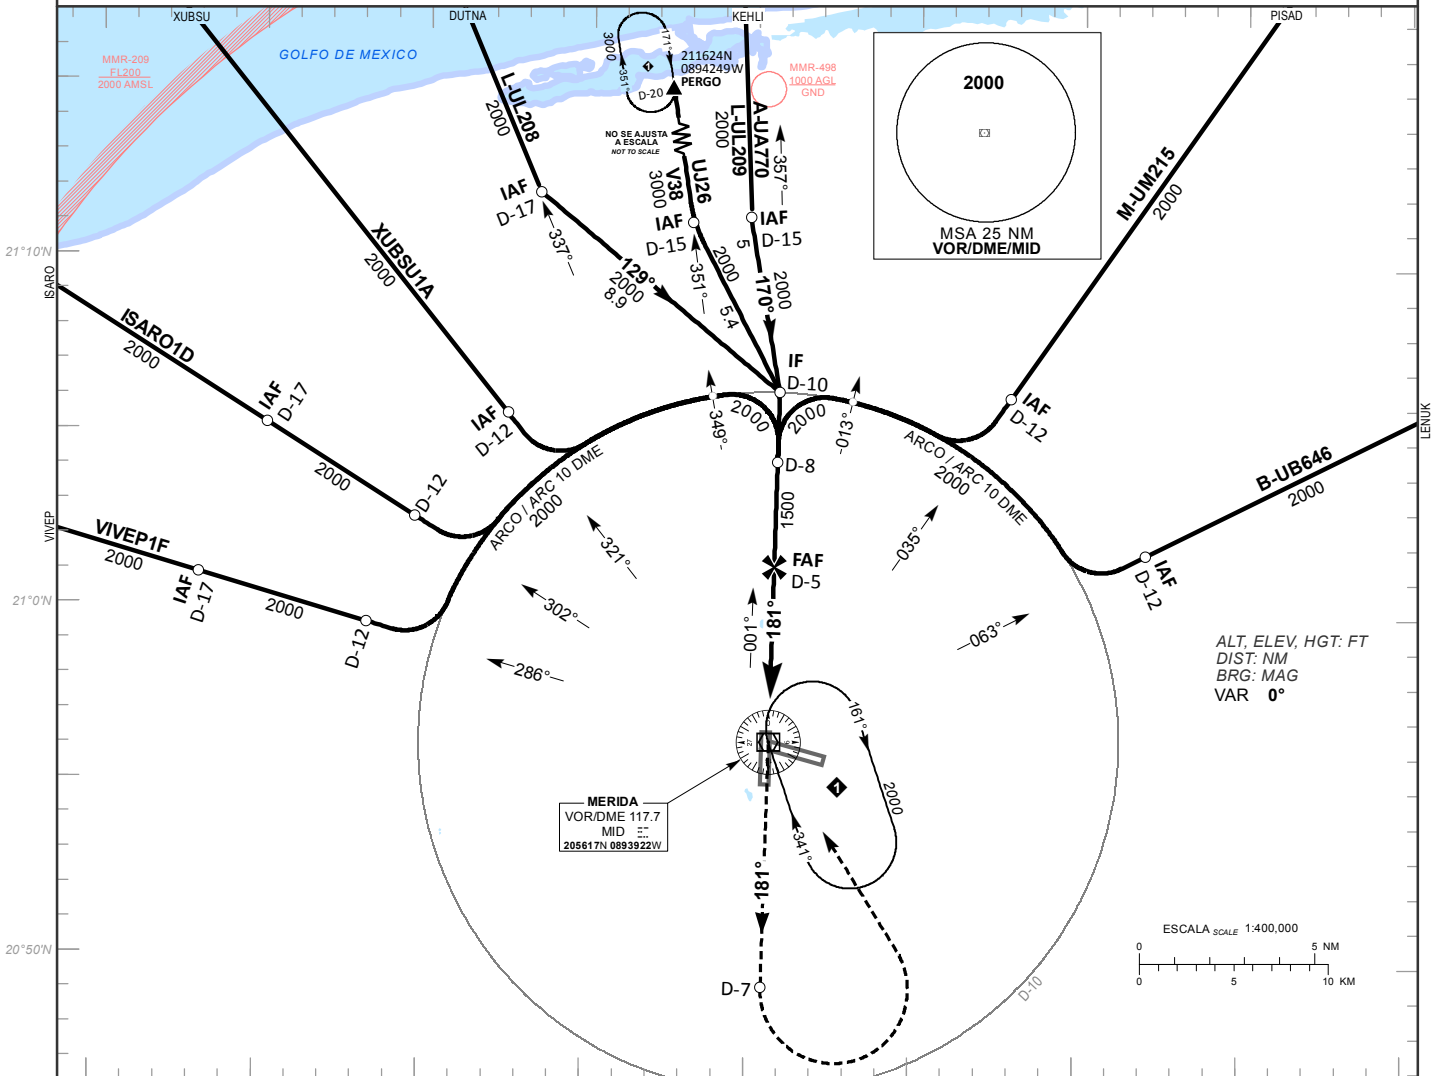 XUBSU
DUTNA
KEHLI
PISAD
MMR-209
FL200
2000 AMSL
GOLFO DE MEXICO
3000
171°
351°
D-20
1
211624N
0894249W
PERGO
MMR-498
1000 AGL
GND
2000
MSA 25 NM
VOR/DME/MID
NO SE AJUSTA
A ESCALA
NOT TO SCALE
L-UL208
2000
UJ26
V38
3000
A-UA770
L-UL209
2000
357°
M-UM215
2000
IAF
D-17
337°
IAF
D-15
351°
IAF
D-15
5
2000
170°
2000
5.4
129°
2000
8.9
21°10'N
ISARO
XUBSU1A
2000
ISARO1D
2000
IAF
D-17
2000
D-12
IAF
D-12
IF
D-10
2000
2000
349°
013°
D-8
IAF
D-12
ARCO / ARC 10 DME
2000
ARCO / ARC 10 DME
2000
LENUK
B-UB646
2000
IAF
D-12
VIVEP
VIVEP1F
2000
IAF
D-17
2000
D-12
1500
FAF
D-5
321°
302°
286°
035°
063°
001°
181°
21°0'N
ALT, ELEV, HGT: FT
DIST: NM
BRG: MAG
VAR 0°
161°
2000
341°
1
MERIDA
VOR/DME 117.7
MID
205617N 0893922W
181°
D-7
20°50'N
D-10
ESCALA SCALE 1:400,000
0 5 NM
0 5 10 KM